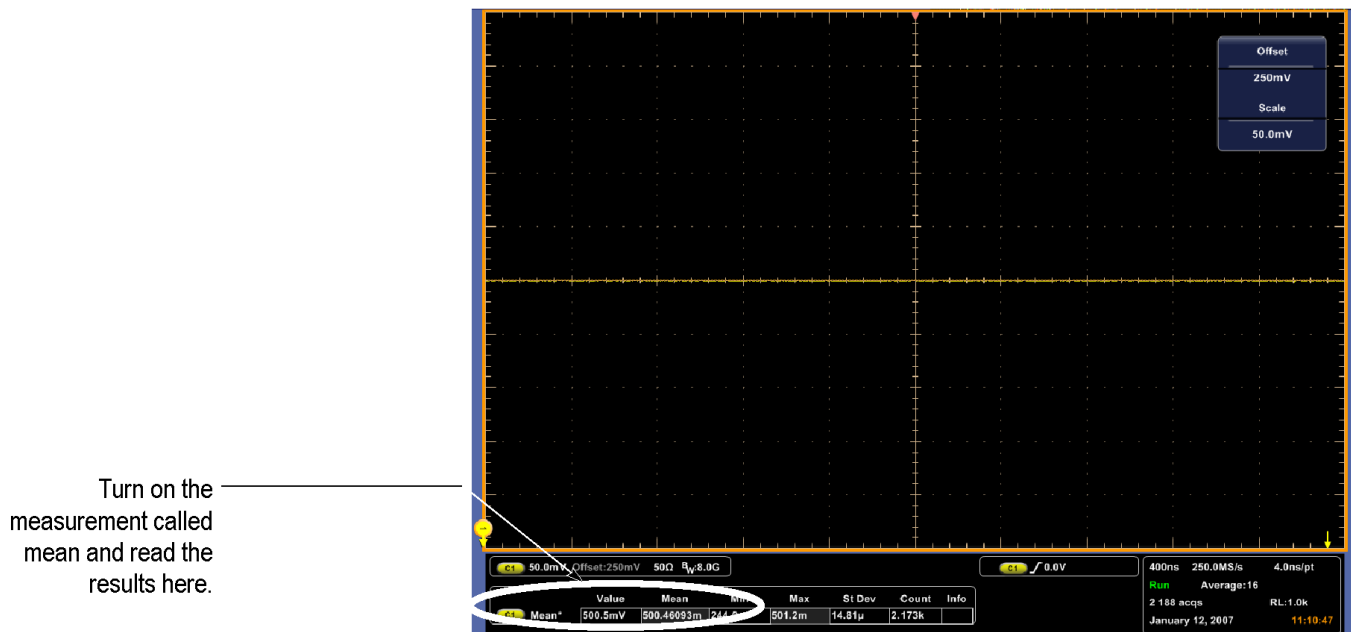 Offset
250mV
Scale
50.0mV
Turn on the
measurement called
mean and read the
results here.
C1 50.0mV Offset:250mV 50Ω BW:8.0G
C1 0.0V
400ns 250.0MS/s 4.0ns/pt
Run Average:16
2 188 acqs RL:1.0k
January 12, 2007 11:10:47
Value Mean Max St Dev Count Info
C1 Mean* 500.5mV 500.46093m 501.2m 14.81µ 2.173k